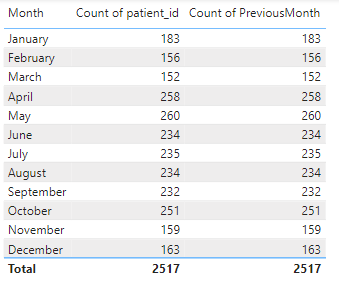 Month Count of patient_id Count of PreviousMonth
January 183 183
February 156 156
March 152 152
April 258 258
May 260 260
June 234 234
July 235 235
August 234 234
September 232 232
October 251 251
November 159 159
December 163 163
Total 2517 2517